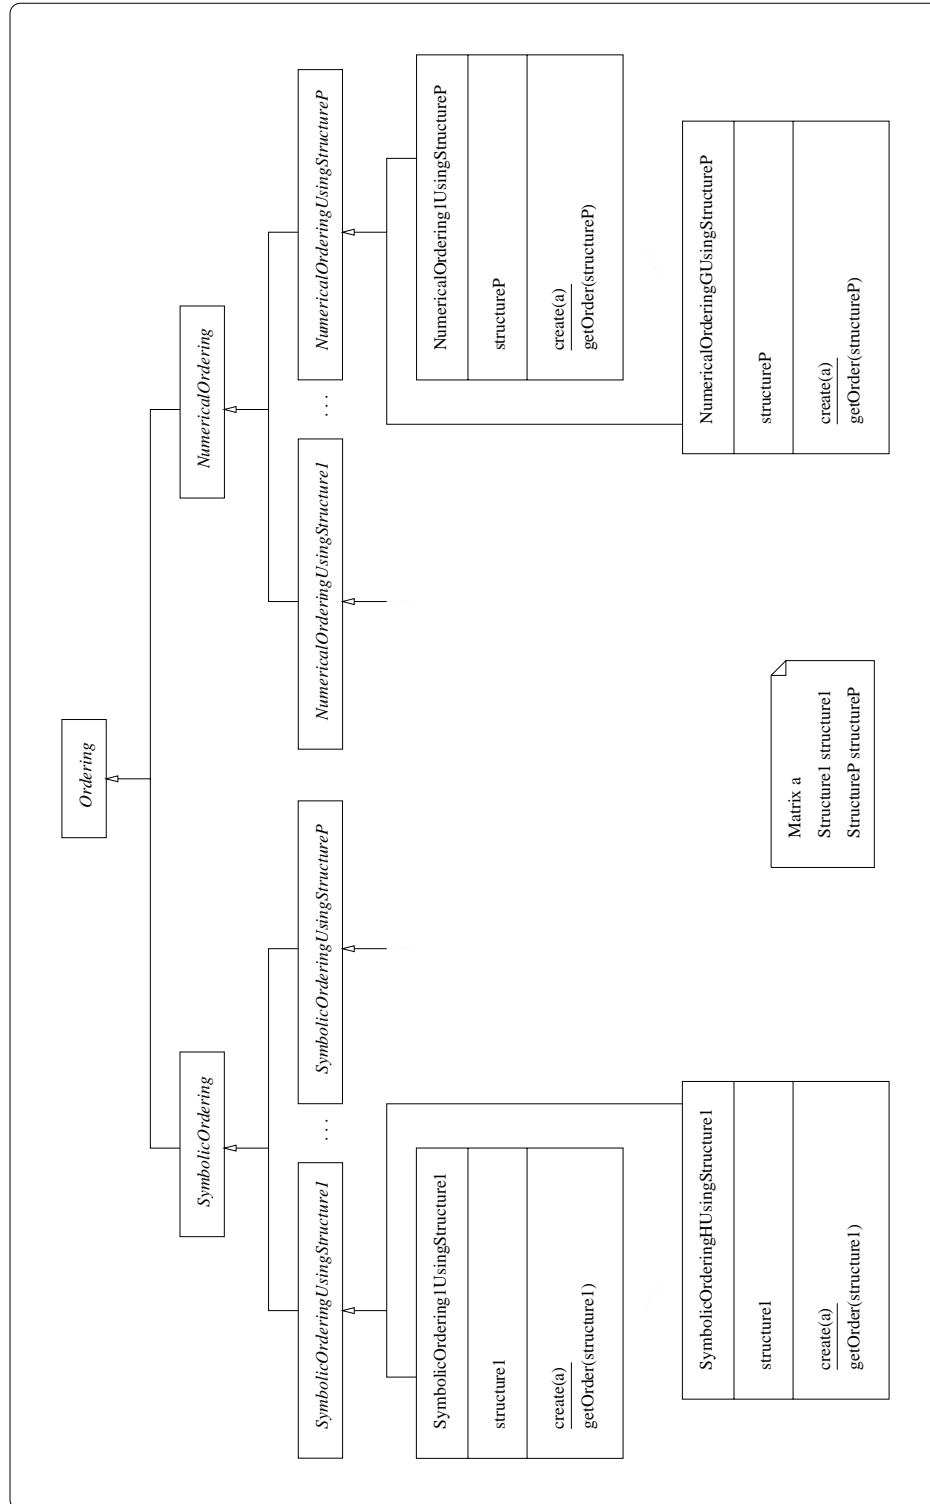 Ordering
SymbolicOrdering
NumericalOrdering
SymbolicOrderingUsingStructure1
. . .
SymbolicOrderingUsingStructureP
NumericalOrderingUsingStructure1
. . .
NumericalOrderingUsingStructureP
SymbolicOrdering1UsingStructure1
structure1
create(a)
getOrder(structure1)
NumericalOrdering1UsingStructureP
structureP
create(a)
getOrder(structureP)
SymbolicOrderingHUsingStructure1
structure1
create(a)
getOrder(structure1)
Matrix a
Structure1 structure1
StructureP structureP
NumericalOrderingGUsingStructureP
structureP
create(a)
getOrder(structureP)